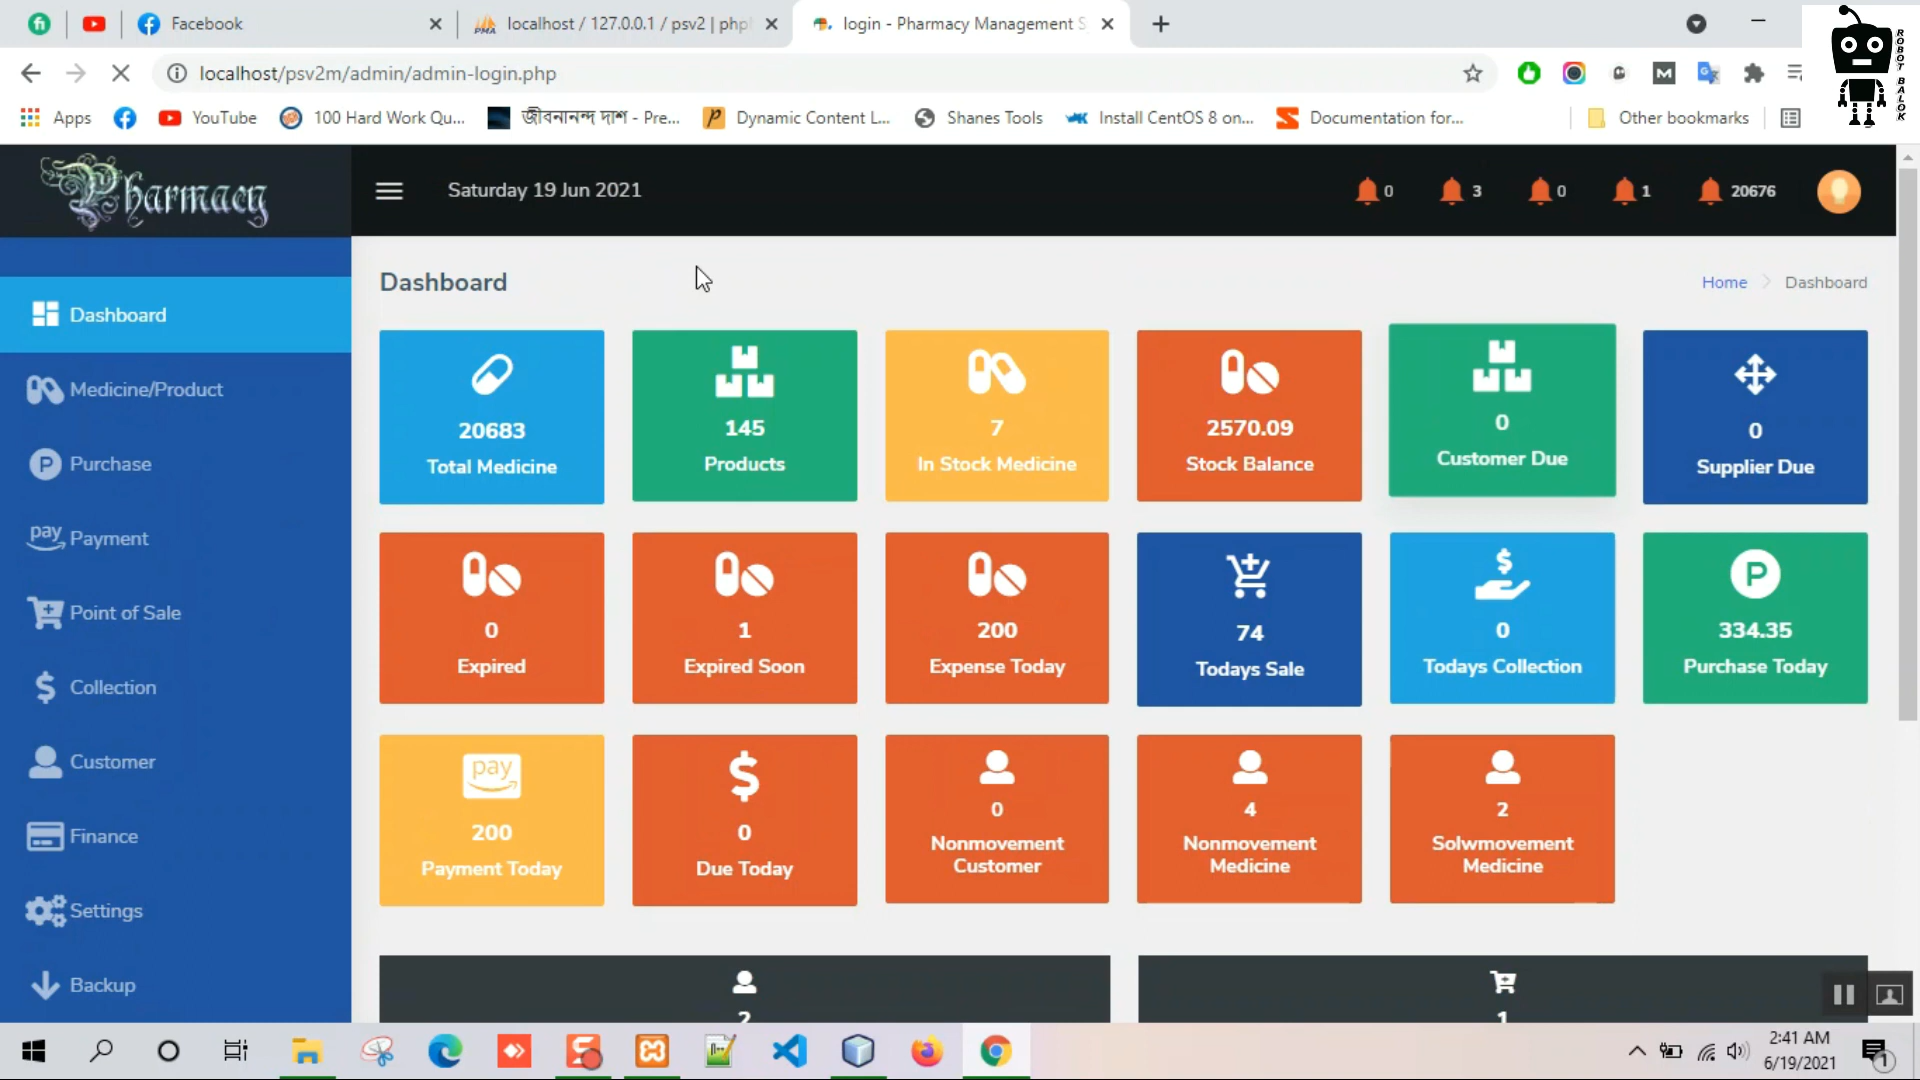 Facebook
localhost / 127.0.0.1 / psv2 | php
login - Pharmacy Management S
localhost/psv2m/admin/admin-login.php
ROBOT BALOK
Apps
YouTube
100 Hard Work Qu...
জীবনানন্দ দাশ - Pre...
Dynamic Content L...
Shanes Tools
Install CentOS 8 on...
Documentation for...
Other bookmarks
Pharmacy
Saturday 19 Jun 2021
0
3
0
1
20676
Dashboard
Home
Dashboard
Dashboard
Medicine/Product
Purchase
Payment
Point of Sale
Collection
Customer
Finance
Settings
Backup
20683
Total Medicine
145
Products
7
In Stock Medicine
2570.09
Stock Balance
0
Customer Due
0
Supplier Due
0
Expired
1
Expired Soon
200
Expense Today
74
Todays Sale
0
Todays Collection
334.35
Purchase Today
pay
200
Payment Today
0
Due Today
0
Nonmovement
Customer
4
Nonmovement
Medicine
2
Solwmovement
Medicine
2
1
2:41 AM
6/19/2021
1